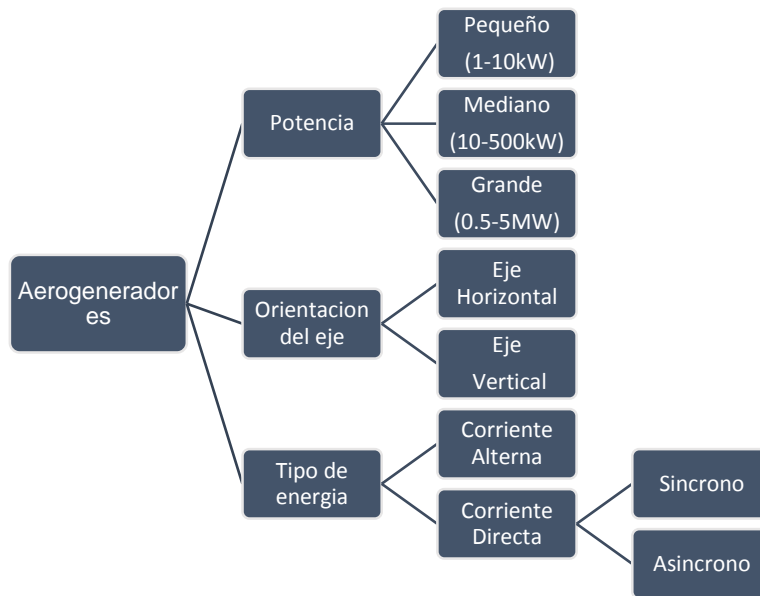 Pequeño
(1-10kW)
Potencia
Mediano
(10-500kW)
Grande
(0.5-5MW)
Aerogenerador
es
Orientacion
del eje
Eje
Horizontal
Eje
Vertical
Tipo de
energia
Corriente
Alterna
Corriente
Directa
Sincrono
Asincrono